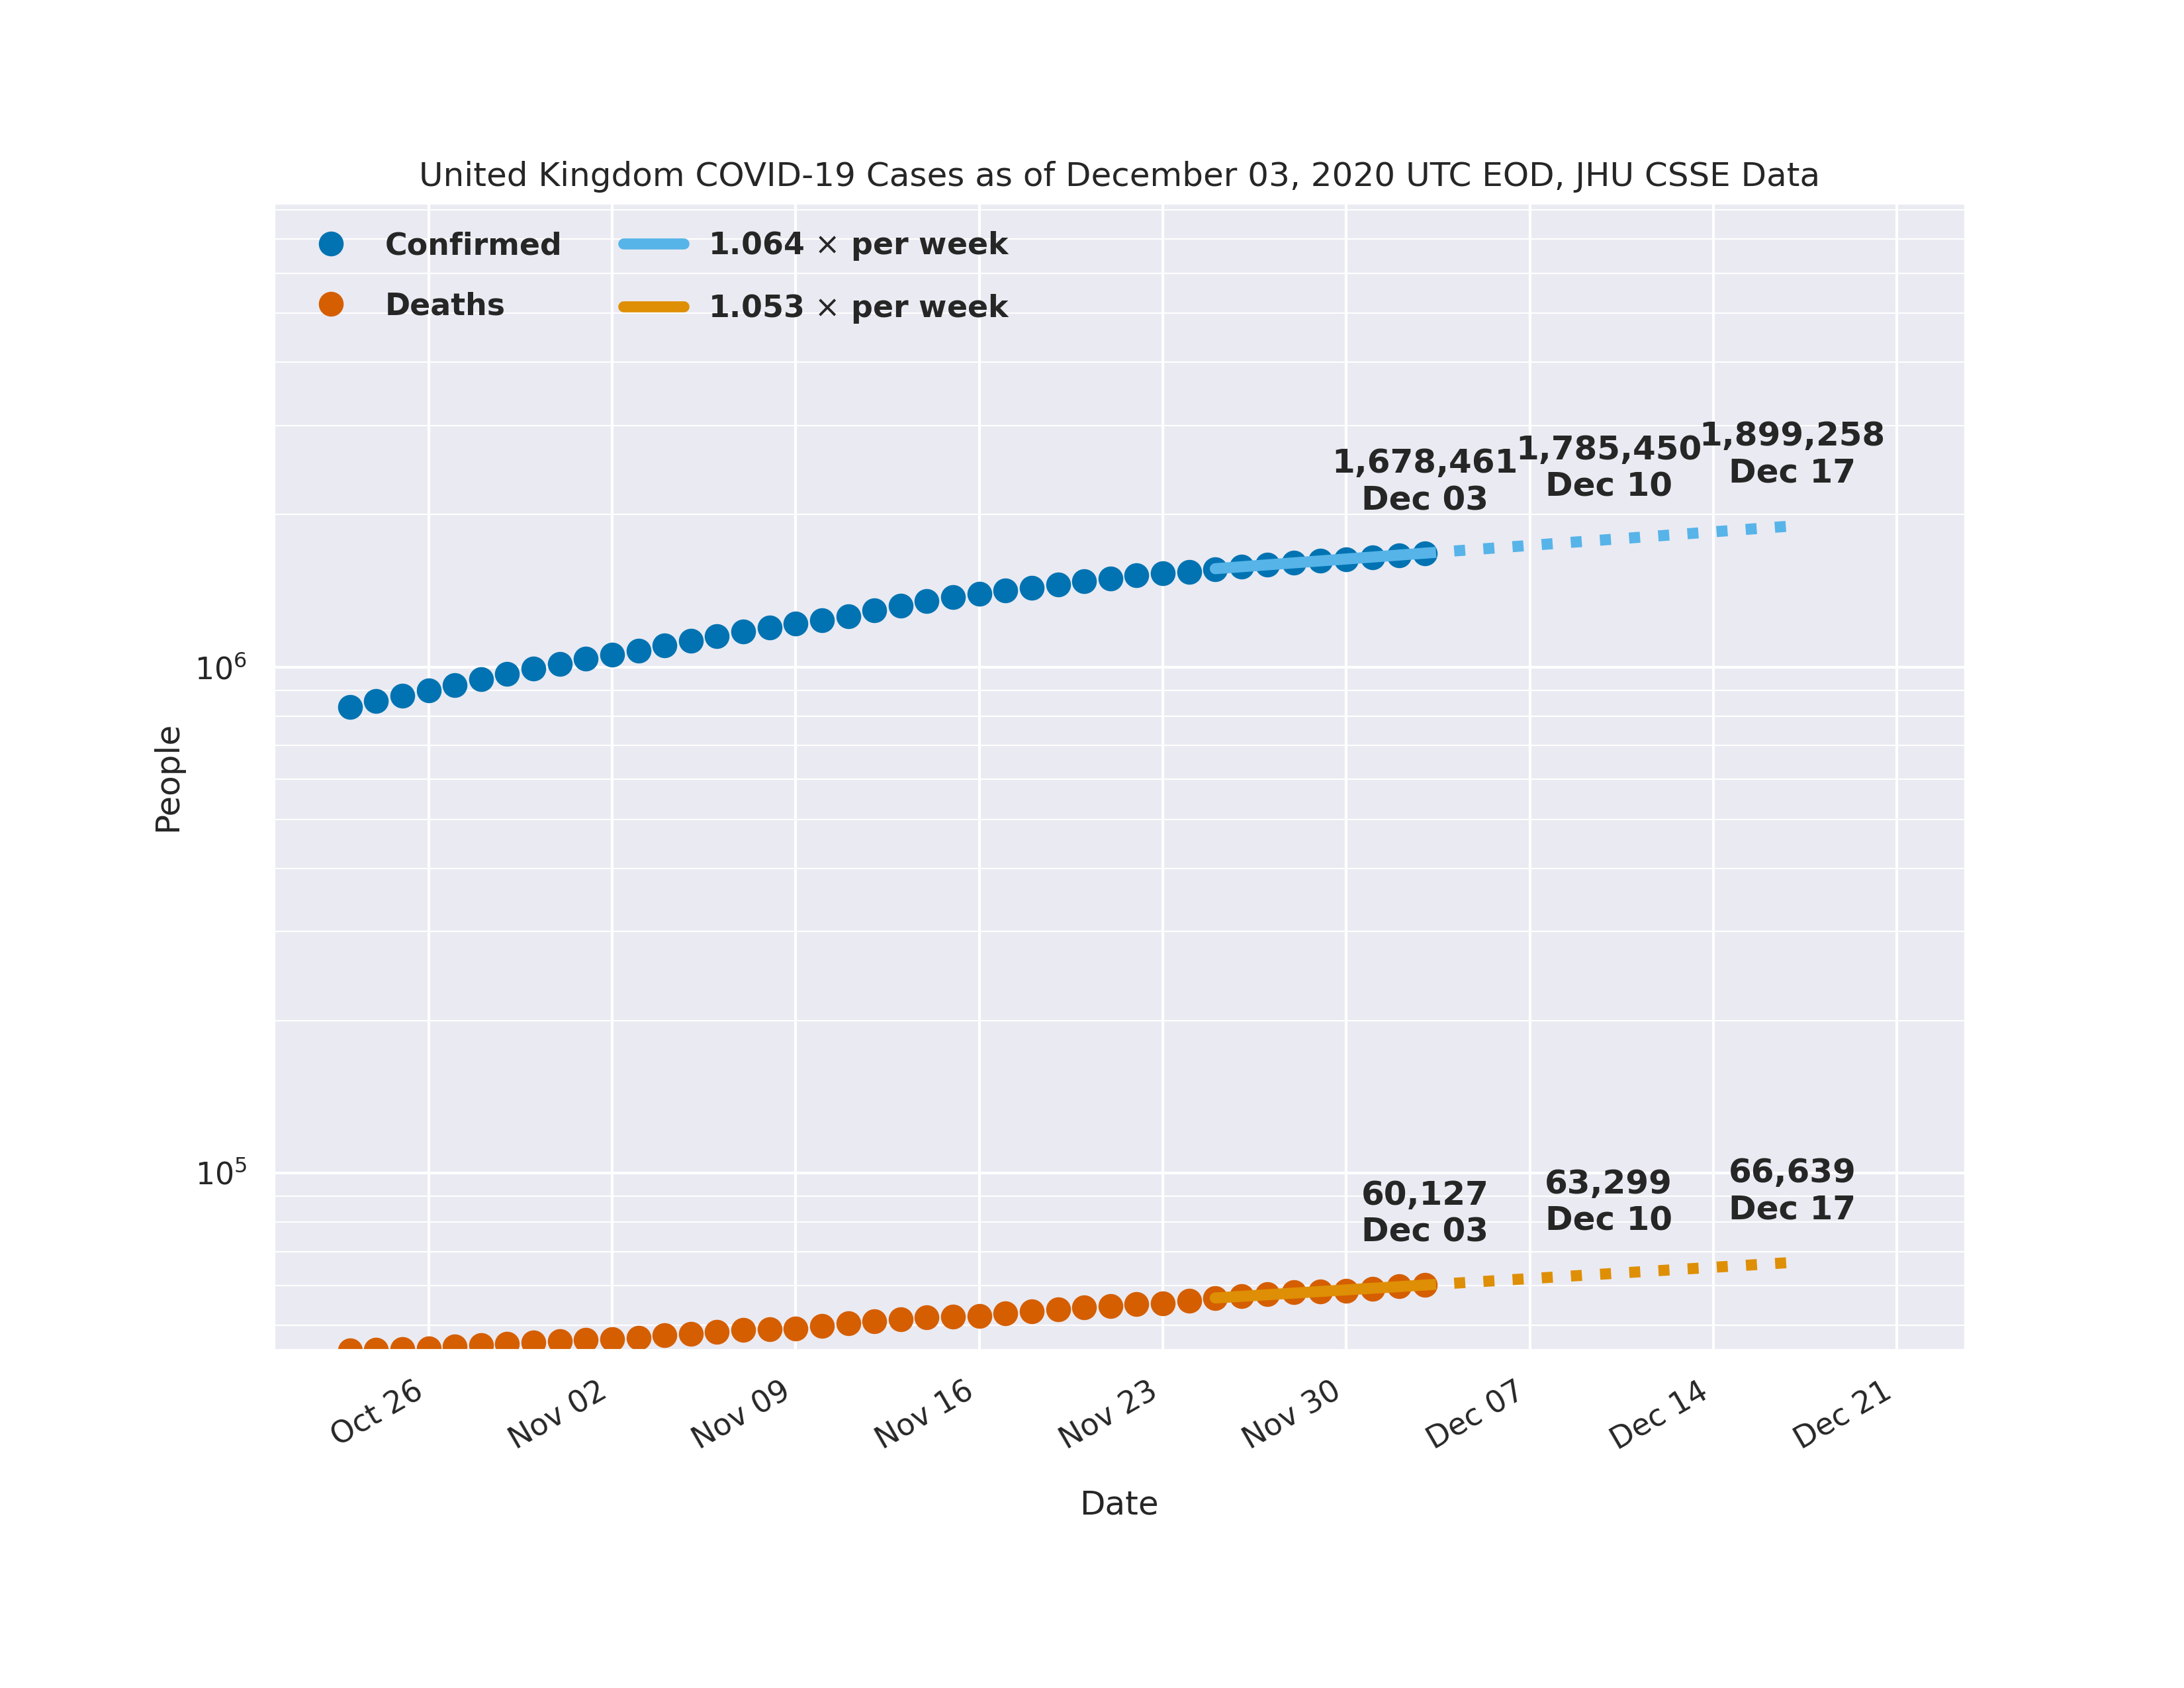 United Kingdom COVID-19 Cases as of December 03, 2020 UTC EOD, JHU CSSE Data
Confirmed
Deaths
1.064 × per week
1.053 × per week
1,678,461
Dec 03
1,785,450
Dec 10
1,899,258
Dec 17
10⁶
People
10⁵
60,127
Dec 03
63,299
Dec 10
66,639
Dec 17
Oct 26
Nov 02
Nov 09
Nov 16
Nov 23
Nov 30
Dec 07
Dec 14
Dec 21
Date